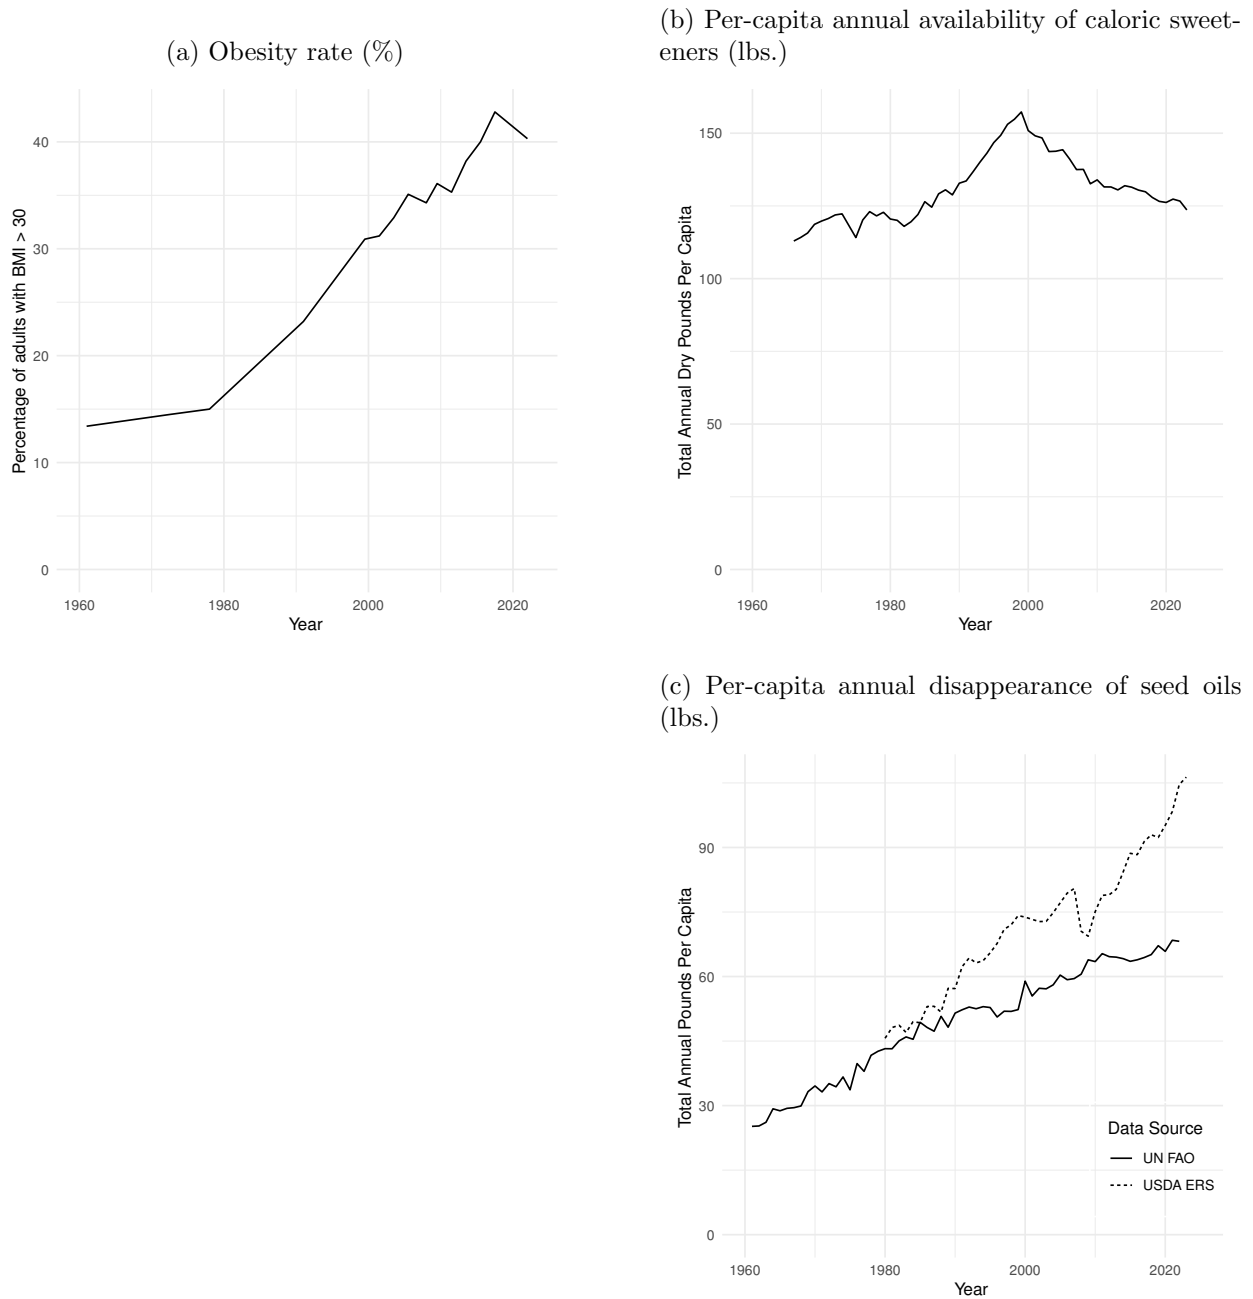 (a) Obesity rate (%)
Percentage of adults with BMI > 30
40
30
20
10
0
1960 1980 2000 2020
Year
(b) Per-capita annual availability of caloric sweet-
eners (lbs.)
Total Annual Dry Pounds Per Capita
150
100
50
0
1960 1980 2000 2020
Year
(c) Per-capita annual disappearance of seed oils
(lbs.)
Total Annual Pounds Per Capita
90
60
30
0
Data Source
UN FAO
USDA ERS
1960 1980 2000 2020
Year